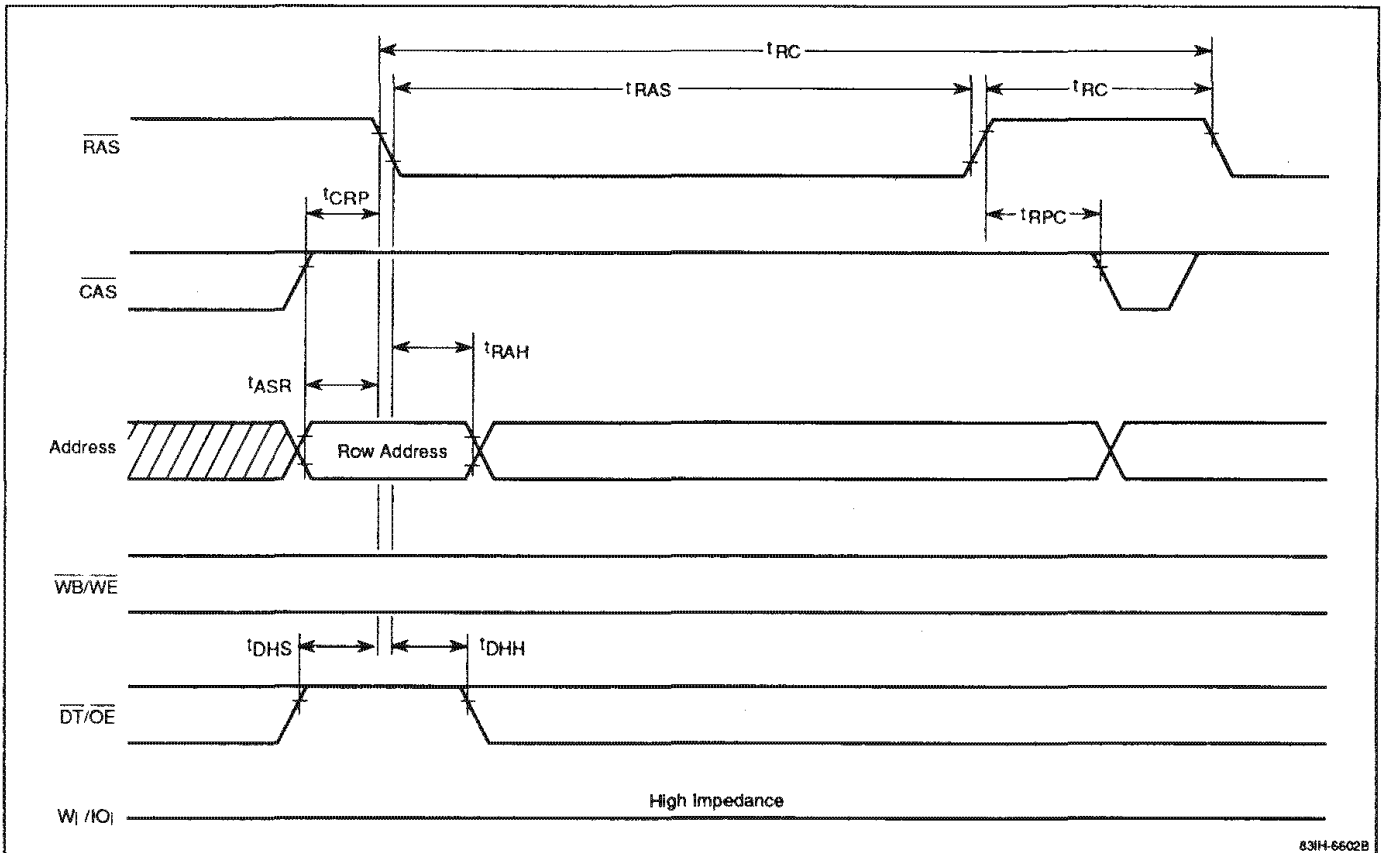 tRC
tRAS
tRC
RAS
tCRP
tRPC
CAS
tRAH
tASR
Address
Row Address
WB/WE
tDHS
tDHH
DT/OE
High Impedance
Wi /IOi
83IH-6602B